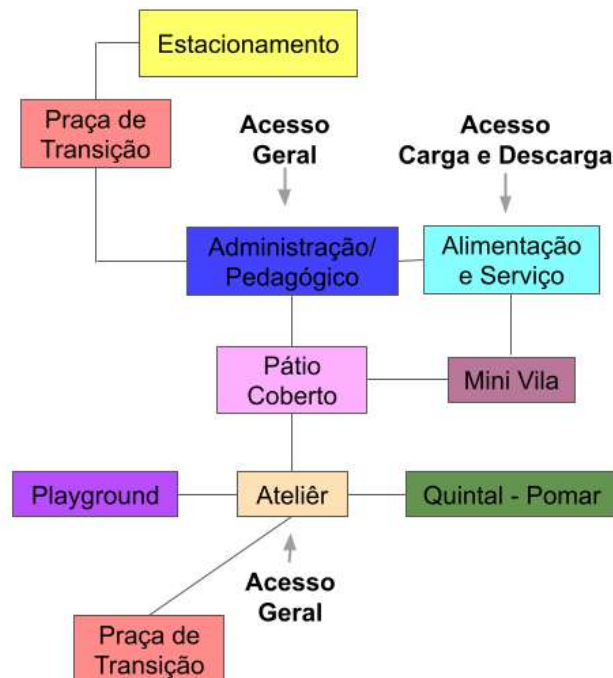 Estacionamento
Praça de
Transição
Acesso
Geral
Acesso
Carga e Descarga
Administração/
Pedagógico
Alimentação
e Serviço
Pátio
Coberto
Mini Vila
Playground
Ateliêr
Quintal - Pomar
Acesso
Geral
Praça de
Transição